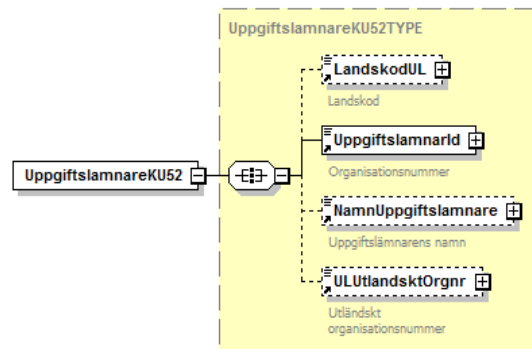 UppgiftslamnareKU52TYPE
LandskodUL
Landskod
UppgiftslamnarId
Organisationsnummer
UppgiftslamnareKU52
NamnUppgiftslamnare
Uppgiftslämnarens namn
ULUtlandsktOrgnr
Utländskt
organisationsnummer